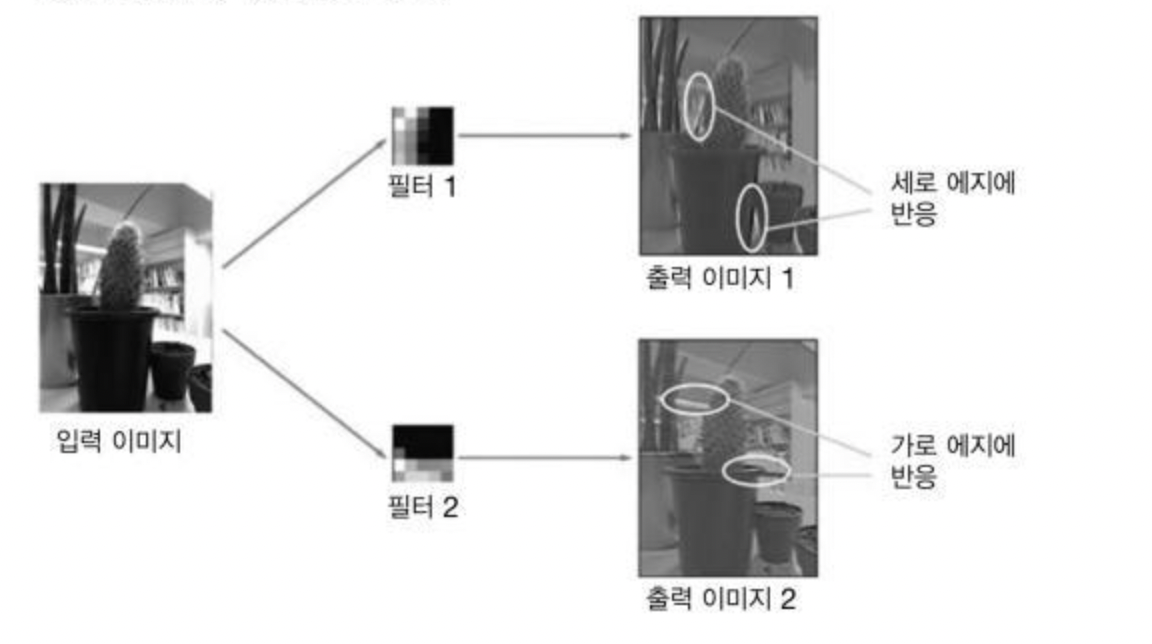 필터 1
세로 에지에
반응
출력 이미지 1
입력 이미지
가로 에지에
반응
필터 2
출력 이미지 2